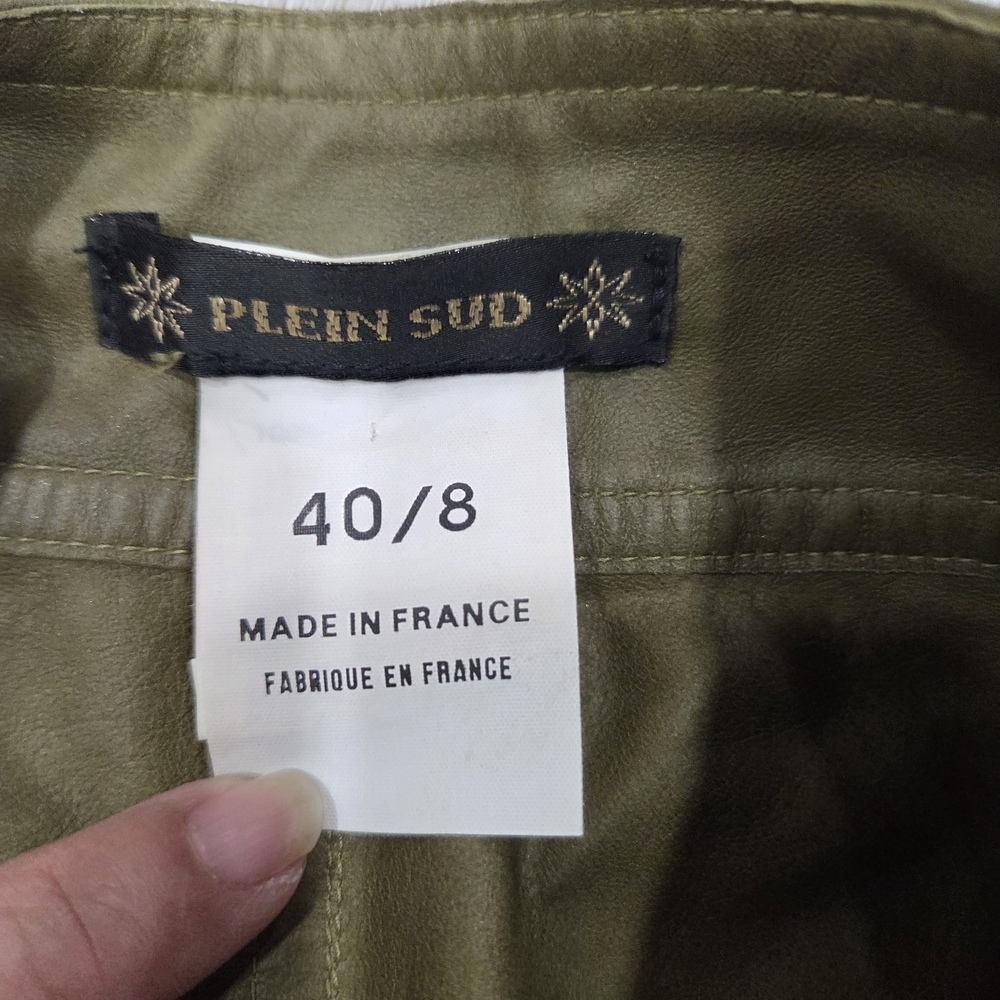 PLEIN SUD
40/8
MADE IN FRANCE
FABRIQUE EN FRANCE